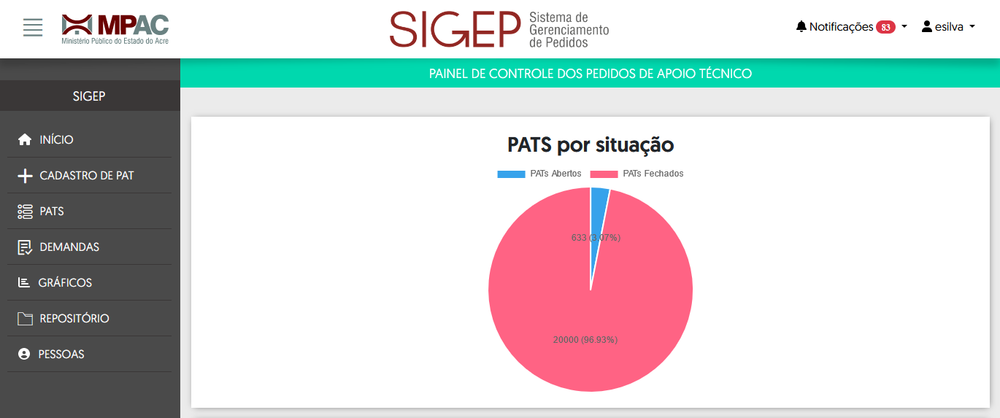 MPAC
Ministério Público do Estado do Acre
SIGEP
Sistema de
Gerenciamento
de Pedidos
Notificações 83
esilva
PAINEL DE CONTROLE DOS PEDIDOS DE APOIO TÉCNICO
SIGEP
INÍCIO
CADASTRO DE PAT
PATS
DEMANDAS
GRÁFICOS
REPOSITÓRIO
PESSOAS
PATS por situação
PATs Abertos PATs Fechados
633 (3.07%)
20000 (96.93%)